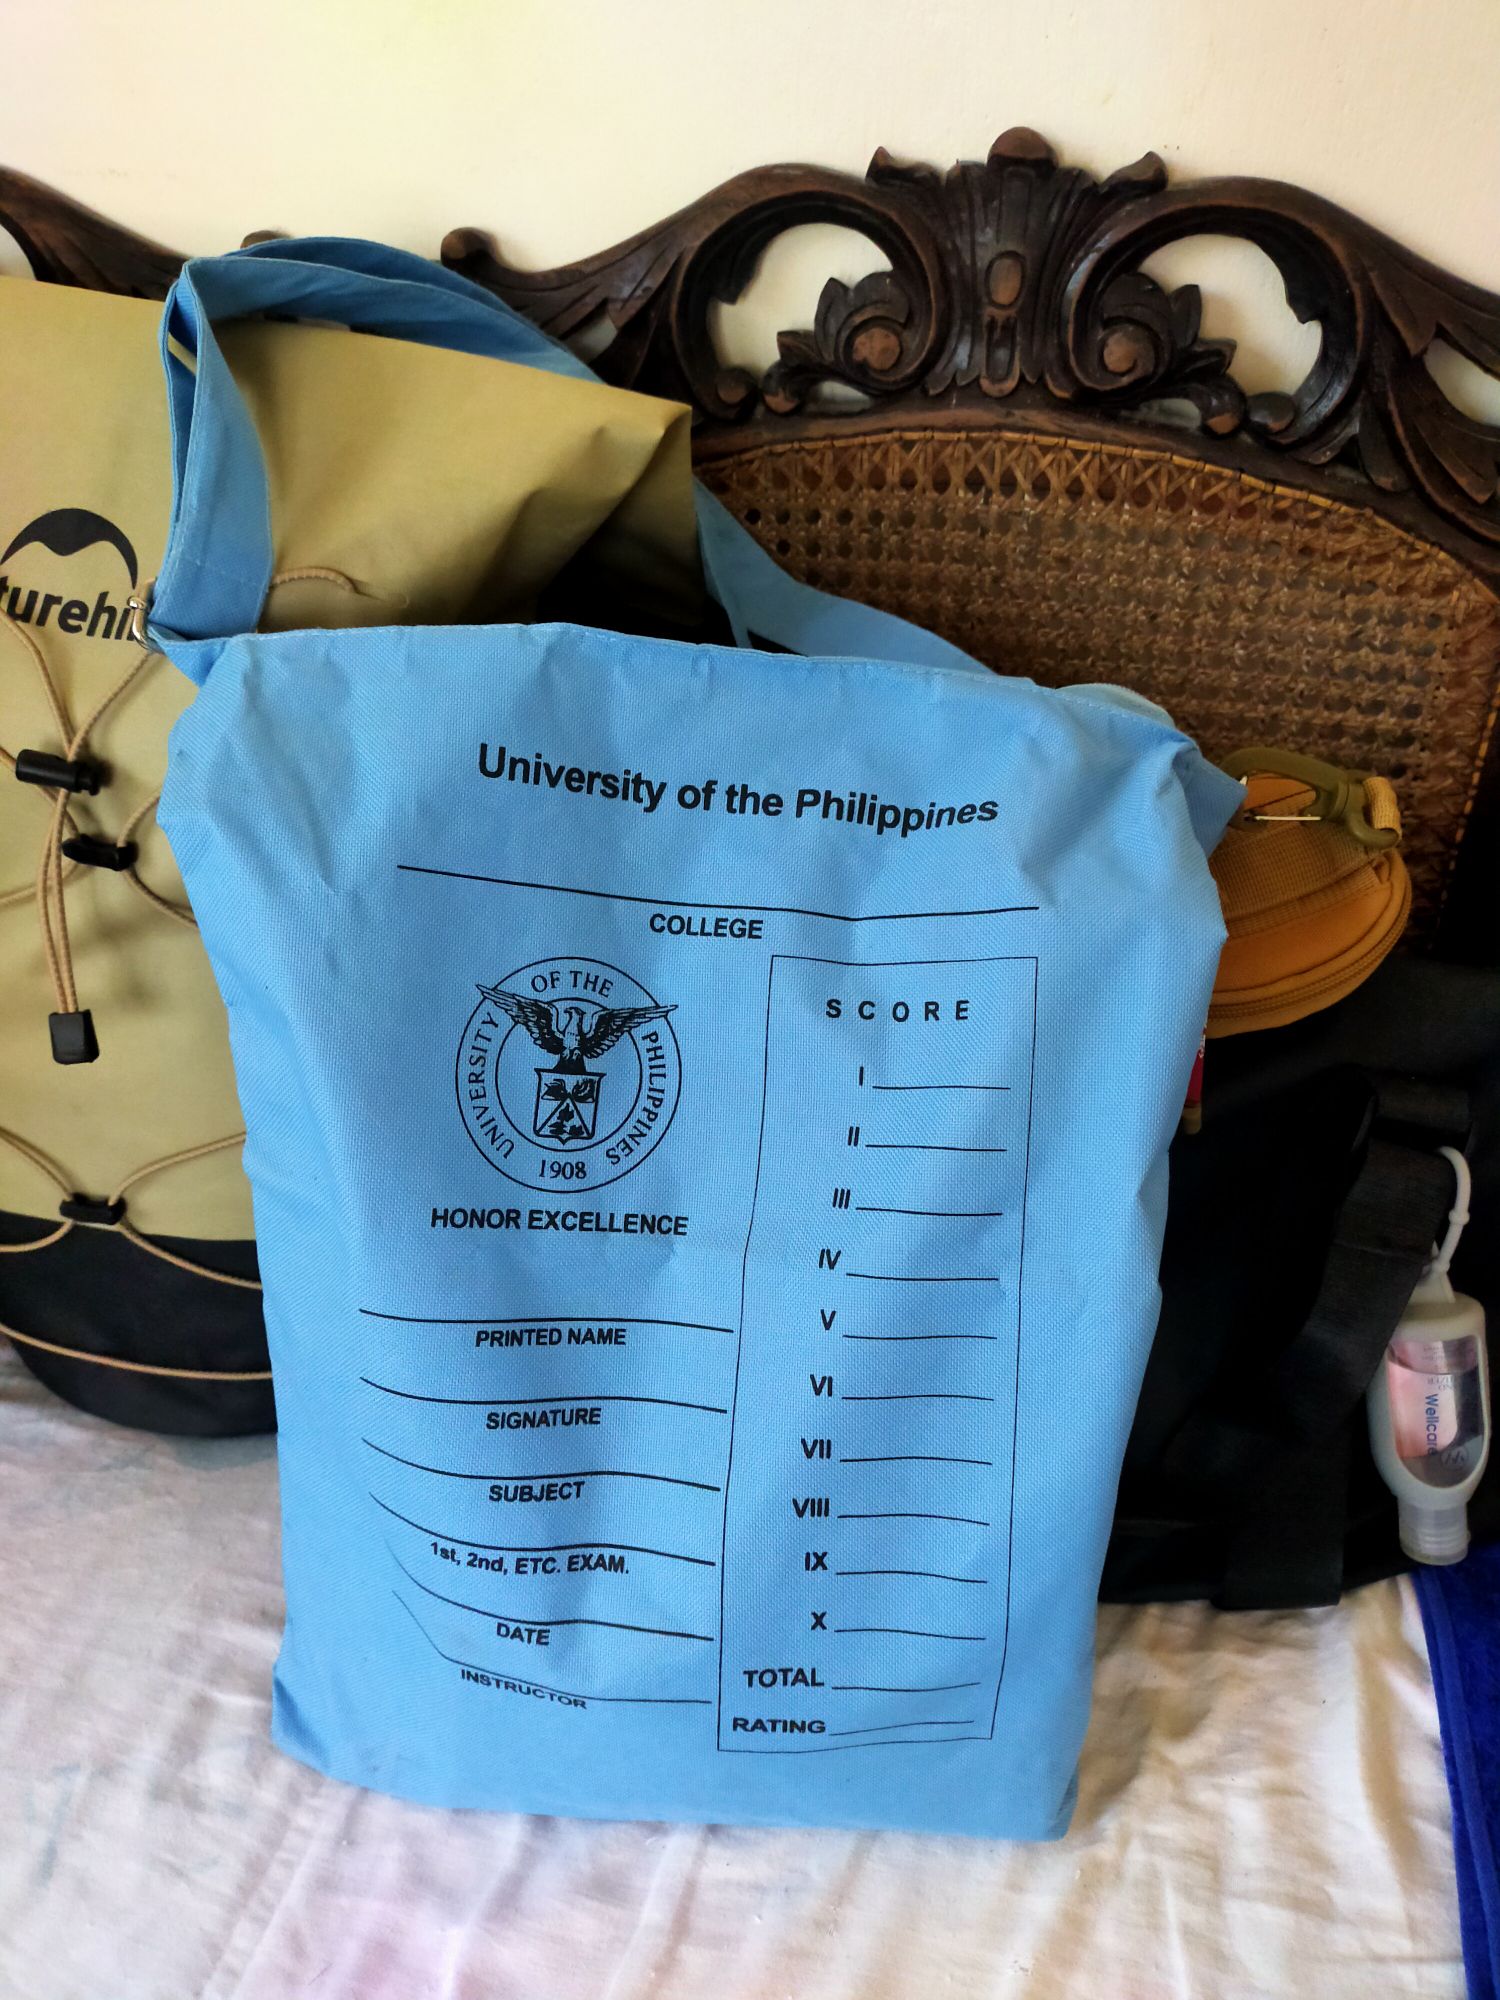 turehi
University of the Philippines
COLLEGE
UNIVERSITY OF THE PHILIPPINES
1908
HONOR EXCELLENCE
PRINTED NAME
SIGNATURE
SUBJECT
1st, 2nd, ETC. EXAM.
DATE
INSTRUCTOR
S C O R E
I
II
III
IV
V
VI
VII
VIII
IX
X
TOTAL
RATING
Wellcare